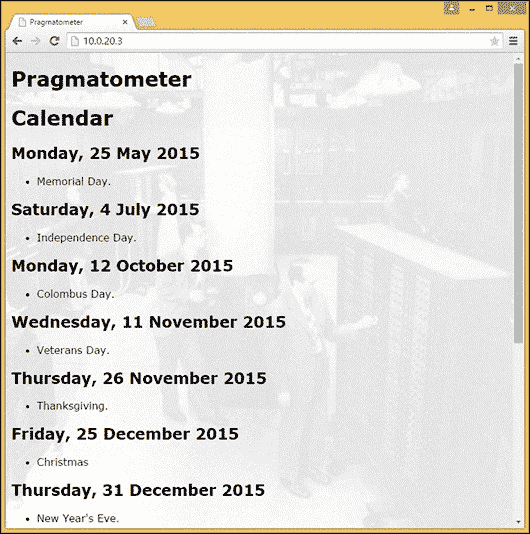 Pragmatometer
10.0.20.3
Pragmatometer
Calendar
Monday, 25 May 2015
• Memorial Day.
Saturday, 4 July 2015
• Independence Day.
Monday, 12 October 2015
• Colombus Day.
Wednesday, 11 November 2015
• Veterans Day.
Thursday, 26 November 2015
• Thanksgiving.
Friday, 25 December 2015
• Christmas
Thursday, 31 December 2015
• New Year's Eve.